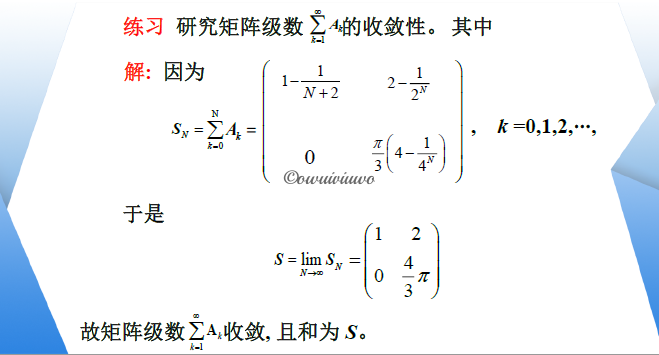 练习 研究矩阵级数 $\sum_{k=1}^{\infty} A_k$的收敛性。其中
解: 因为
$S_N = \sum_{k=0}^{N} A_k = \begin{pmatrix} 1-\frac{1}{N+2} & 2-\frac{1}{2^N} \\ 0 & \frac{\pi}{3}\left(4-\frac{1}{4^N}\right) \end{pmatrix}$, k =0,1,2,⋯,
©owuiviuwo
于是
$S = \lim_{N\to\infty} S_N = \begin{pmatrix} 1 & 2 \\ 0 & \frac{4}{3}\pi \end{pmatrix}$
故矩阵级数$\sum_{k=1}^{\infty} A_k$收敛, 且和为 S。